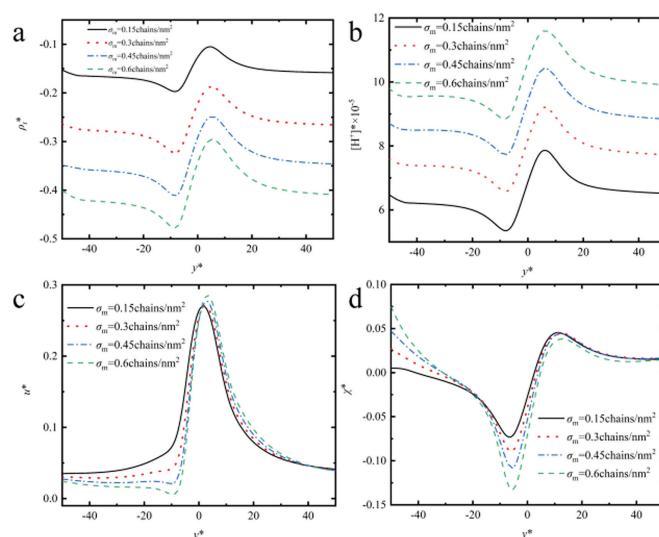 a
σm=0.15chains/nm²
σm=0.3chains/nm²
σm=0.45chains/nm²
σm=0.6chains/nm²
-0.1
-0.2
-0.3
-0.4
-0.5
-40 -20 0 20 40
y*
b
σm=0.15chains/nm²
σm=0.3chains/nm²
σm=0.45chains/nm²
σm=0.6chains/nm²
12
10
8
6
[H⁺]*×10⁻⁵
-40 -20 0 20 40
y*
c
σm=0.15chains/nm²
σm=0.3chains/nm²
σm=0.45chains/nm²
σm=0.6chains/nm²
0.3
0.2
0.1
0.0
u*
-40 -20 0 20 40
y*
d
σm=0.15chains/nm²
σm=0.3chains/nm²
σm=0.45chains/nm²
σm=0.6chains/nm²
0.10
0.05
0.00
-0.05
-0.10
-0.15
χ*
-40 -20 0 20 40
y*